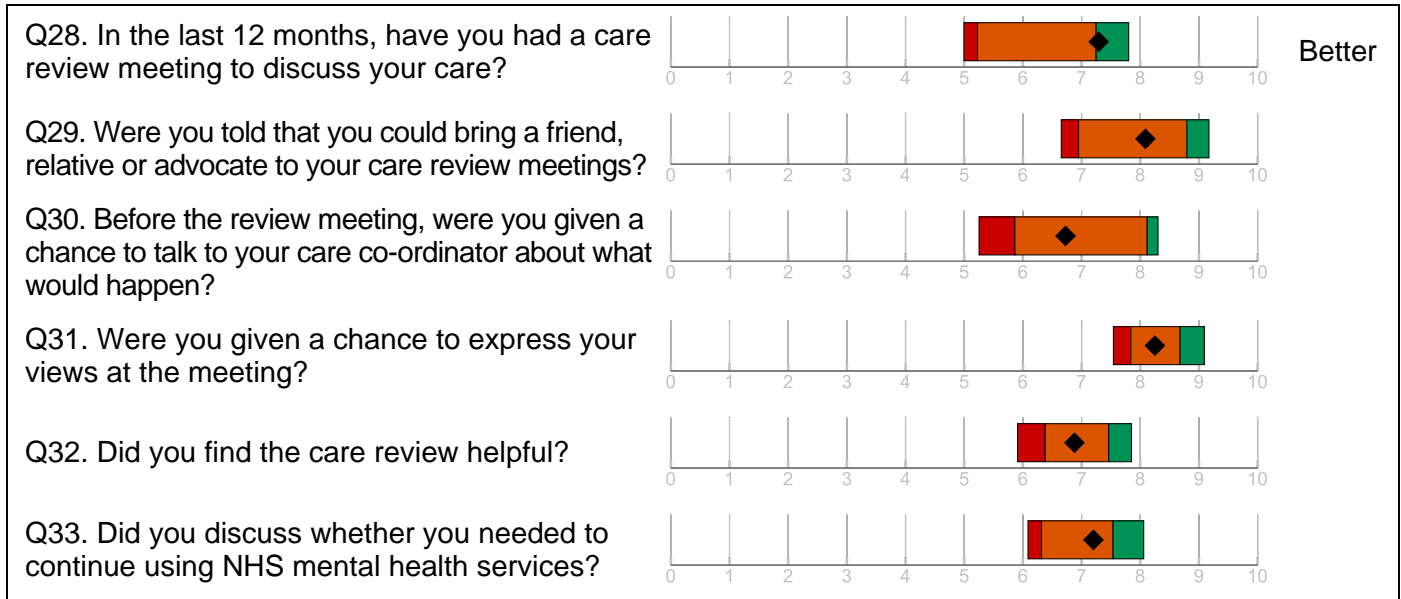 Q28. In the last 12 months, have you had a care
review meeting to discuss your care?
Better
0 1 2 3 4 5 6 7 8 9 10
Q29. Were you told that you could bring a friend,
relative or advocate to your care review meetings?
0 1 2 3 4 5 6 7 8 9 10
Q30. Before the review meeting, were you given a
chance to talk to your care co-ordinator about what
would happen?
0 1 2 3 4 5 6 7 8 9 10
Q31. Were you given a chance to express your
views at the meeting?
0 1 2 3 4 5 6 7 8 9 10
Q32. Did you find the care review helpful?
0 1 2 3 4 5 6 7 8 9 10
Q33. Did you discuss whether you needed to
continue using NHS mental health services?
0 1 2 3 4 5 6 7 8 9 10